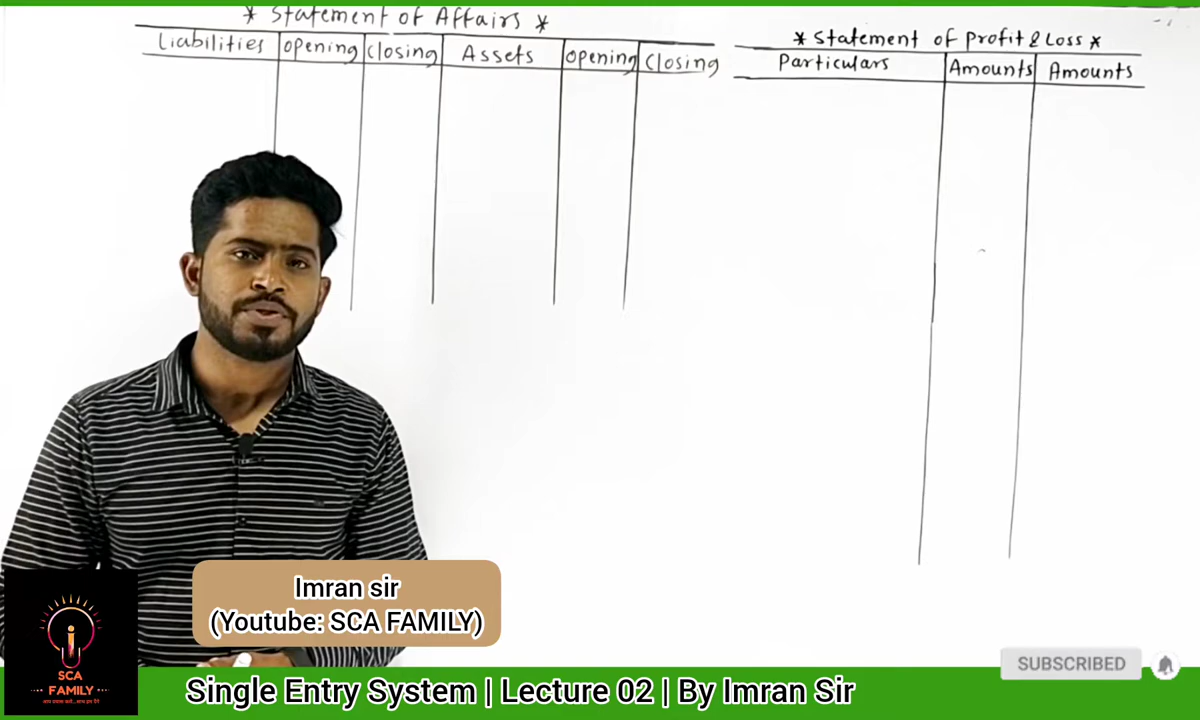 * Statement of Affairs *
Liabilities opening closing Assets opening closing
* Statement of Profit & Loss *
Particulars Amounts Amounts
Imran sir
(Youtube: SCA FAMILY)
SCA
FAMILY
SUBSCRIBED
Single Entry System | Lecture 02 | By Imran Sir